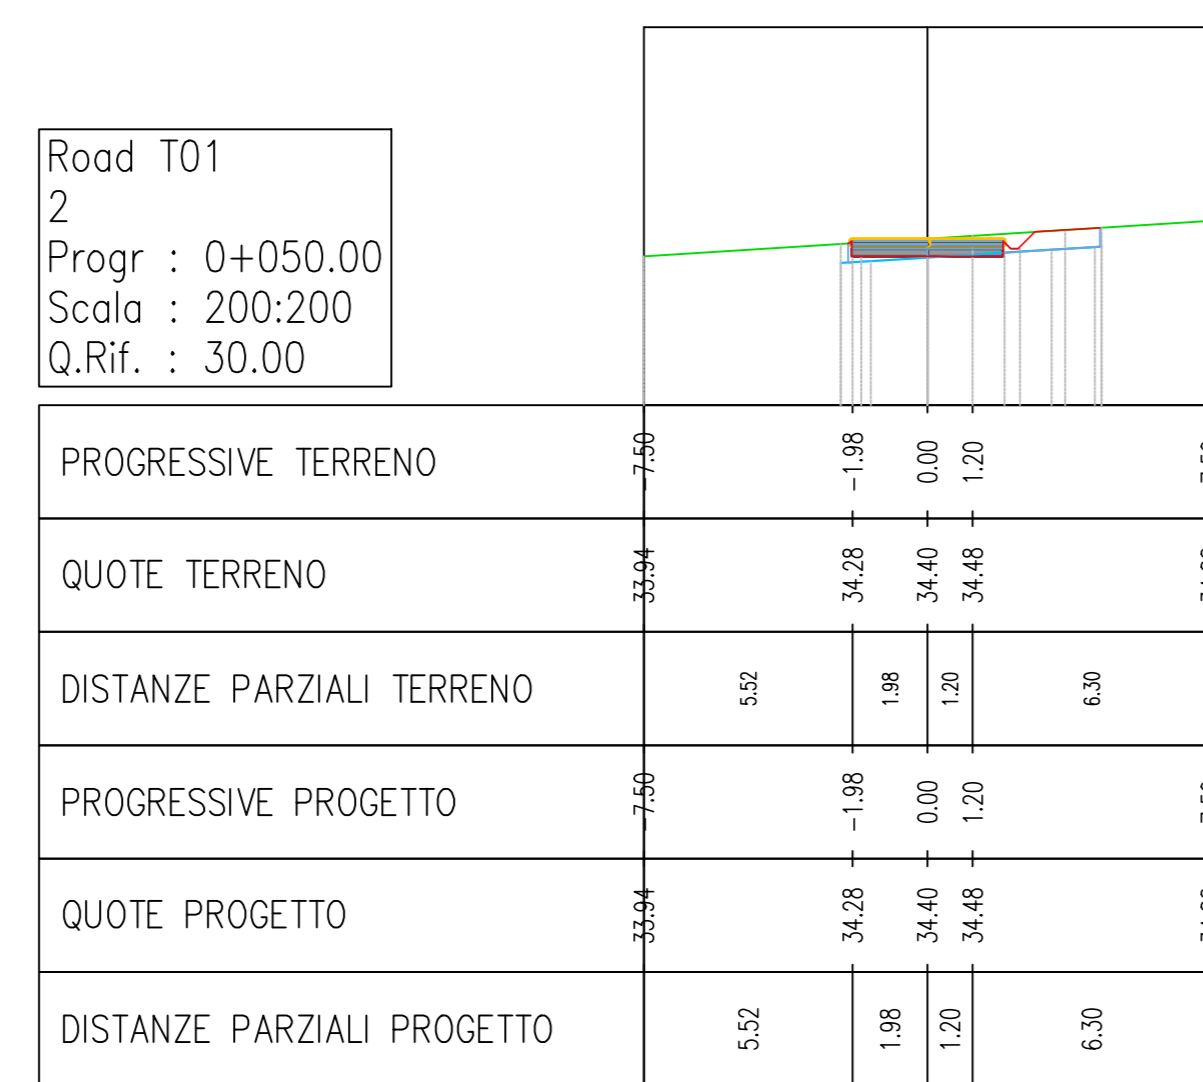 Road T01
2
Progr : 0+050.00
Scala : 200:200
Q.Rif. : 30.00
PROGRESSIVE TERRENO -7.50 -1.98 0.00 1.20
QUOTE TERRENO 33.94 34.28 34.40 34.48
DISTANZE PARZIALI TERRENO 5.52 1.98 1.20 6.30
PROGRESSIVE PROGETTO -7.50 -1.98 0.00 1.20
QUOTE PROGETTO 33.94 34.28 34.40 34.48
DISTANZE PARZIALI PROGETTO 5.52 1.98 1.20 6.30